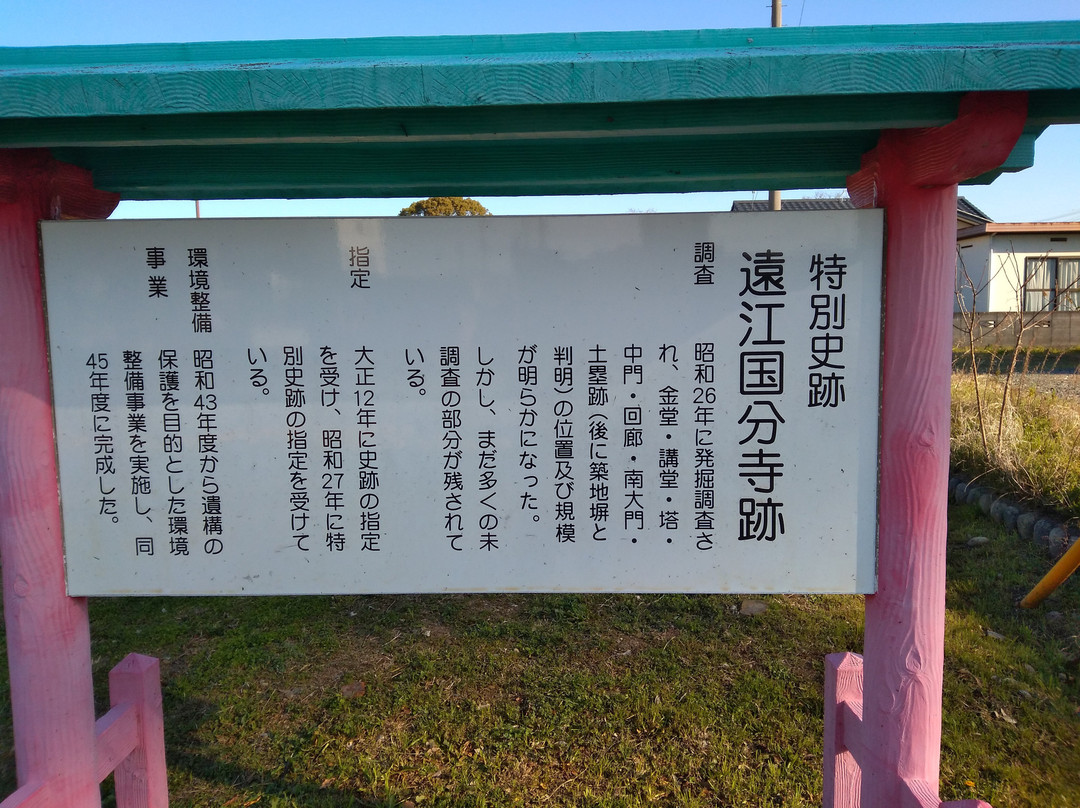 特別史跡
遠江国分寺跡
調査
昭和26年に発掘調査さ
れ、金堂・講堂・塔・
中門・回廊・南大門・
土塁跡（後に築地塀と
判明）の位置及び規模
が明らかになった。
しかし、まだ多くの未
調査の部分が残されて
いる。
指定
大正12年に史跡の指定
を受け、昭和27年に特
別史跡の指定を受けて
いる。
環境整備
事業
昭和43年度から遺構の
保護を目的とした環境
整備事業を実施し、同
45年度に完成した。